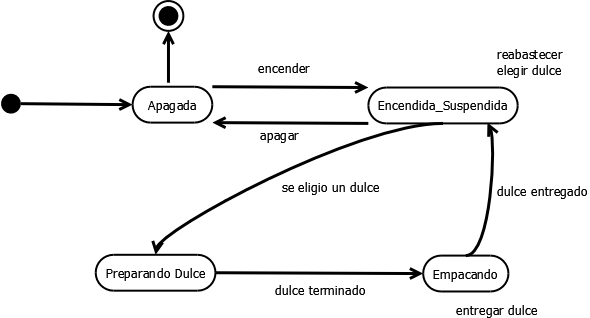 reabastecer
elegir dulce
encender
Apagada
Encendida_Suspendida
apagar
se eligio un dulce
dulce entregado
Preparando Dulce
Empacando
dulce terminado
entregar dulce